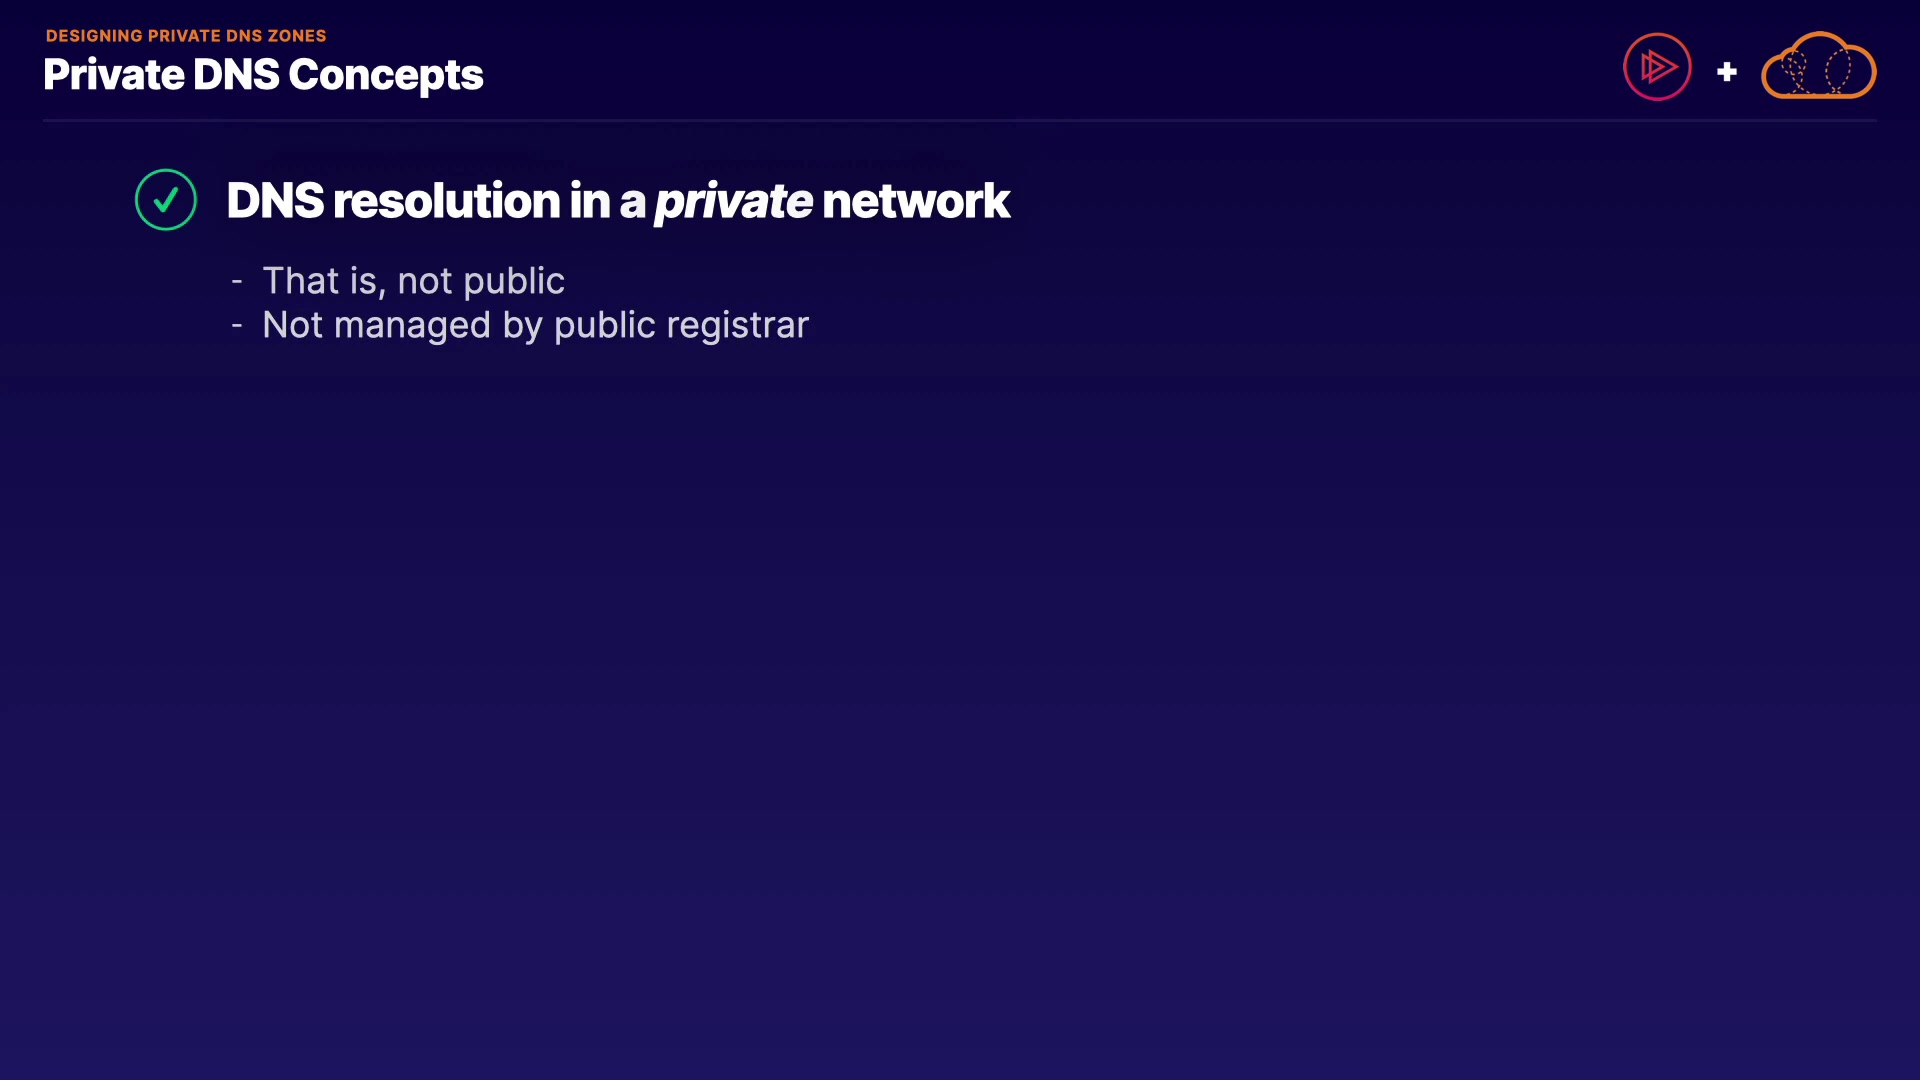 DESIGNING PRIVATE DNS ZONES
Private DNS Concepts
+
DNS resolution in a private network
- That is, not public
- Not managed by public registrar